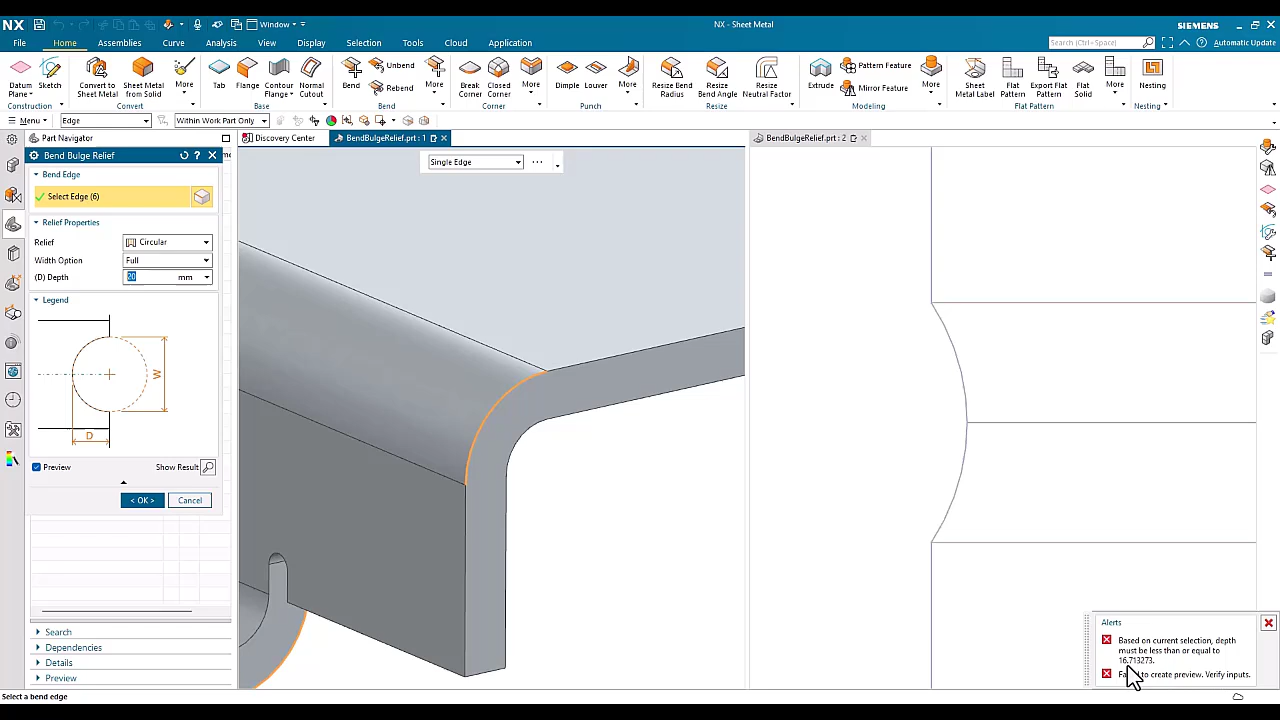 NX
Window
NX - Sheet Metal
SIEMENS
File
Home
Assemblies
Curve
Analysis
View
Display
Selection
Tools
Cloud
Application
Search (Ctrl+Space)
Automatic Update
Datum
Plane
Sketch
Convert to
Sheet Metal
Sheet Metal
from Solid
More
Tab
Flange
Contour
Flange
Normal
Cutout
Bend
Unbend
Rebend
More
Break
Corner
Closed
Corner
More
Dimple
Louver
More
Resize Bend
Radius
Resize
Bend Angle
Resize
Neutral Factor
Extrude
Pattern Feature
Mirror Feature
More
Sheet Metal
Label
Flat
Pattern
Export Flat
Pattern
Flat
Solid
More
Nesting
Construction
Convert
Base
Bend
Corner
Punch
Resize
Modeling
Flat Pattern
Nesting
Menu
Edge
Within Work Part Only
Part Navigator
Discovery Center
BendBulgeRelief.prt : 1
BendBulgeRelief.prt : 2
Bend Bulge Relief
Single Edge
Bend Edge
Select Edge (6)
Relief Properties
Relief
Circular
Width Option
Full
(D) Depth
20
mm
Legend
W
D
Preview
Show Result
< OK >
Cancel
Search
Dependencies
Details
Preview
Alerts
Based on current selection, depth
must be less than or equal to
16.713273.
to create preview. Verify inputs.
Select a bend edge